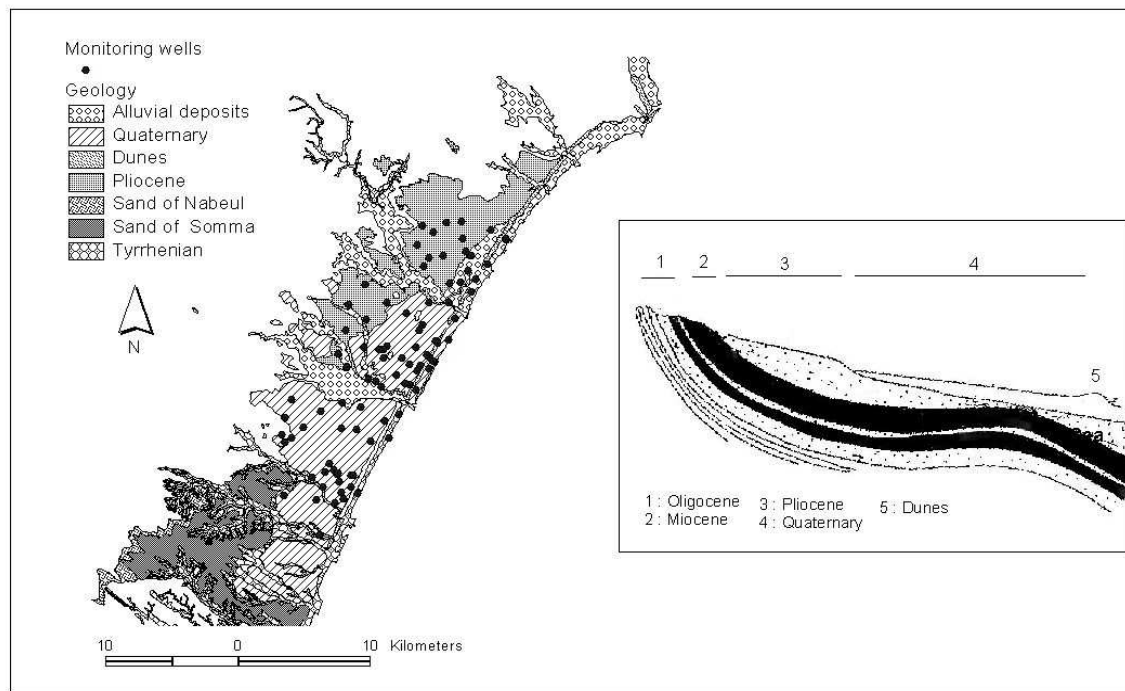 Monitoring wells
Geology
Alluvial deposits
Quaternary
Dunes
Pliocene
Sand of Nabeul
Sand of Somma
Tyrrhenian
N
10 0 10 Kilometers
1 2 3 4
5
1 : Oligocene 3 : Pliocene 5 : Dunes
2 : Miocene 4 : Quaternary